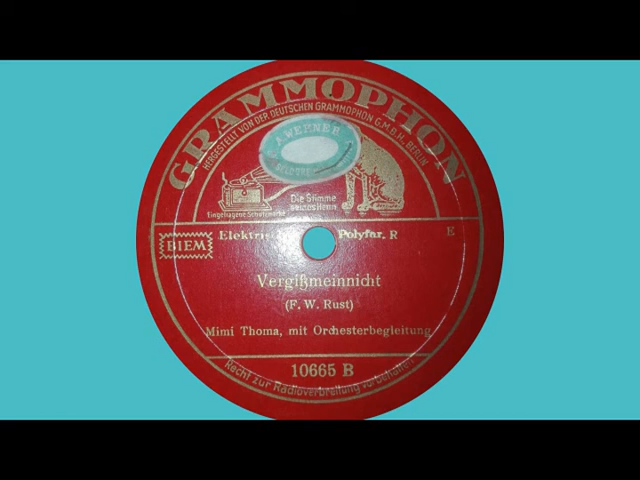 GRAMMOPHON
HERGESTELLT VON DER DEUTSCHEN GRAMMOPHON G.M.B.H. BERLIN
A. WERNER
Die Stimme
seines Herrn
Eingetragene Schutzmarke
BIEM
Polyfar. R
E
Vergißmeinnicht
(F. W. Rust)
Mimi Thoma, mit Orchesterbegleitung
10665 B
Recht zur Radioverbreitung vorbehalten